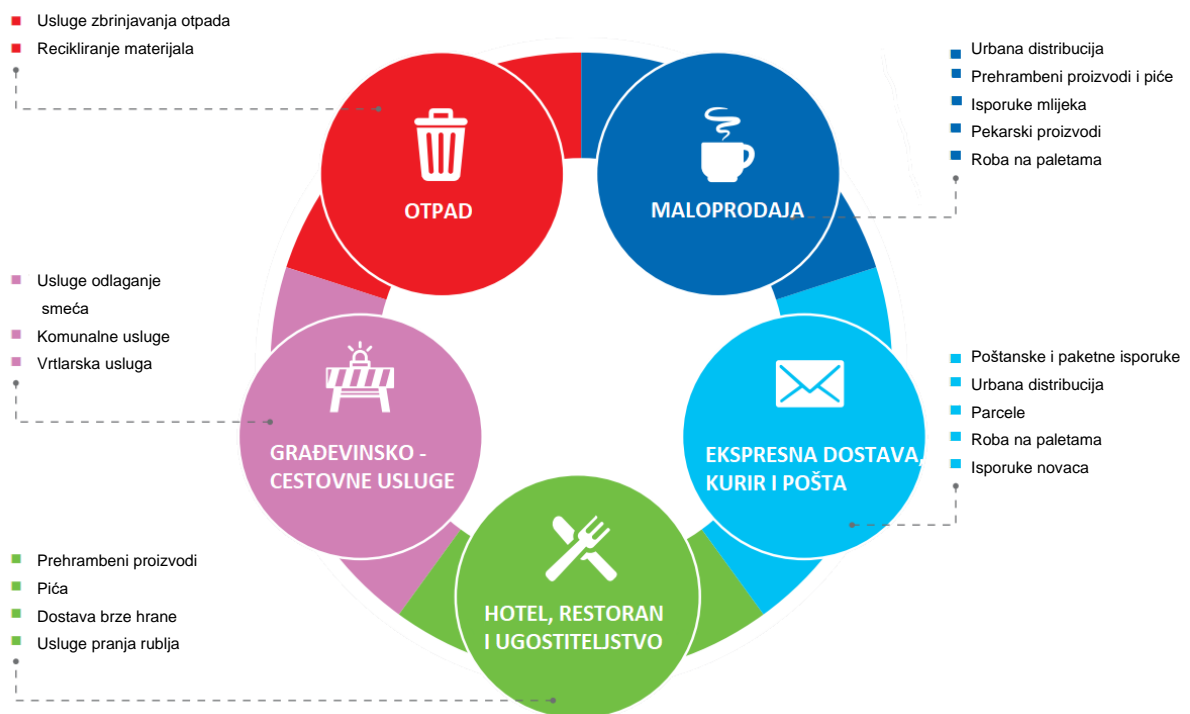 Usluge zbrinjavanja otpada
Recikliranje materijala
OTPAD
MALOPRODAJA
Urbana distribucija
Prehrambeni proizvodi i piće
Isporuke mlijeka
Pekarski proizvodi
Roba na paletama
Usluge odlaganje
smeća
Komunalne usluge
Vrtlarska usluga
GRAĐEVINSKO -
CESTOVNE USLUGE
EKSPRESNA DOSTAVA,
KURIR I POŠTA
Poštanske i paketne isporuke
Urbana distribucija
Parcele
Roba na paletama
Isporuke novaca
Prehrambeni proizvodi
Pića
Dostava brze hrane
Usluge pranja rublja
HOTEL, RESTORAN
I UGOSTITELJSTVO